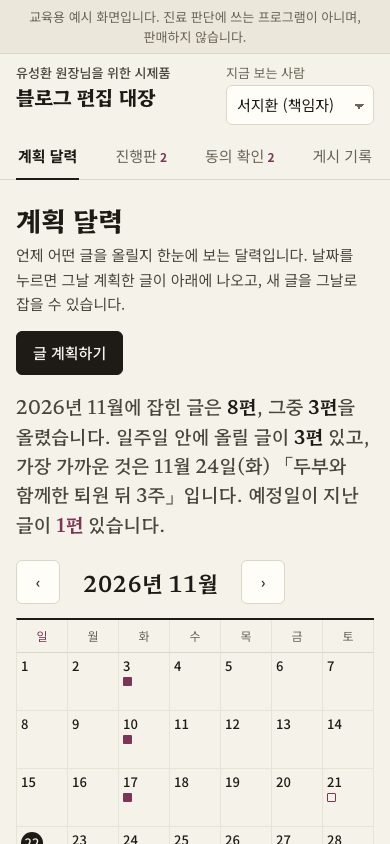 교육용 예시 화면입니다. 진료 판단에 쓰는 프로그램이 아니며,
판매하지 않습니다.
유성환 원장님을 위한 시제품
블로그 편집 대장
지금 보는 사람
서지환 (책임자)
계획 달력
진행판 2
동의 확인 2
게시 기록
계획 달력
언제 어떤 글을 올릴지 한눈에 보는 달력입니다. 날짜를
누르면 그날 계획한 글이 아래에 나오고, 새 글을 그날로
잡을 수 있습니다.
글 계획하기
2026년 11월에 잡힌 글은 8편, 그중 3편을
올렸습니다. 일주일 안에 올릴 글이 3편 있고,
가장 가까운 것은 11월 24일(화) 「두부와
함께한 퇴원 뒤 3주」입니다. 예정일이 지난
글이 1편 있습니다.
‹ 2026년 11월 ›
일 월 화 수 목 금 토
1 2 3 4 5 6 7
8 9 10 11 12 13 14
15 16 17 18 19 20 21
22 23 24 25 26 27 28